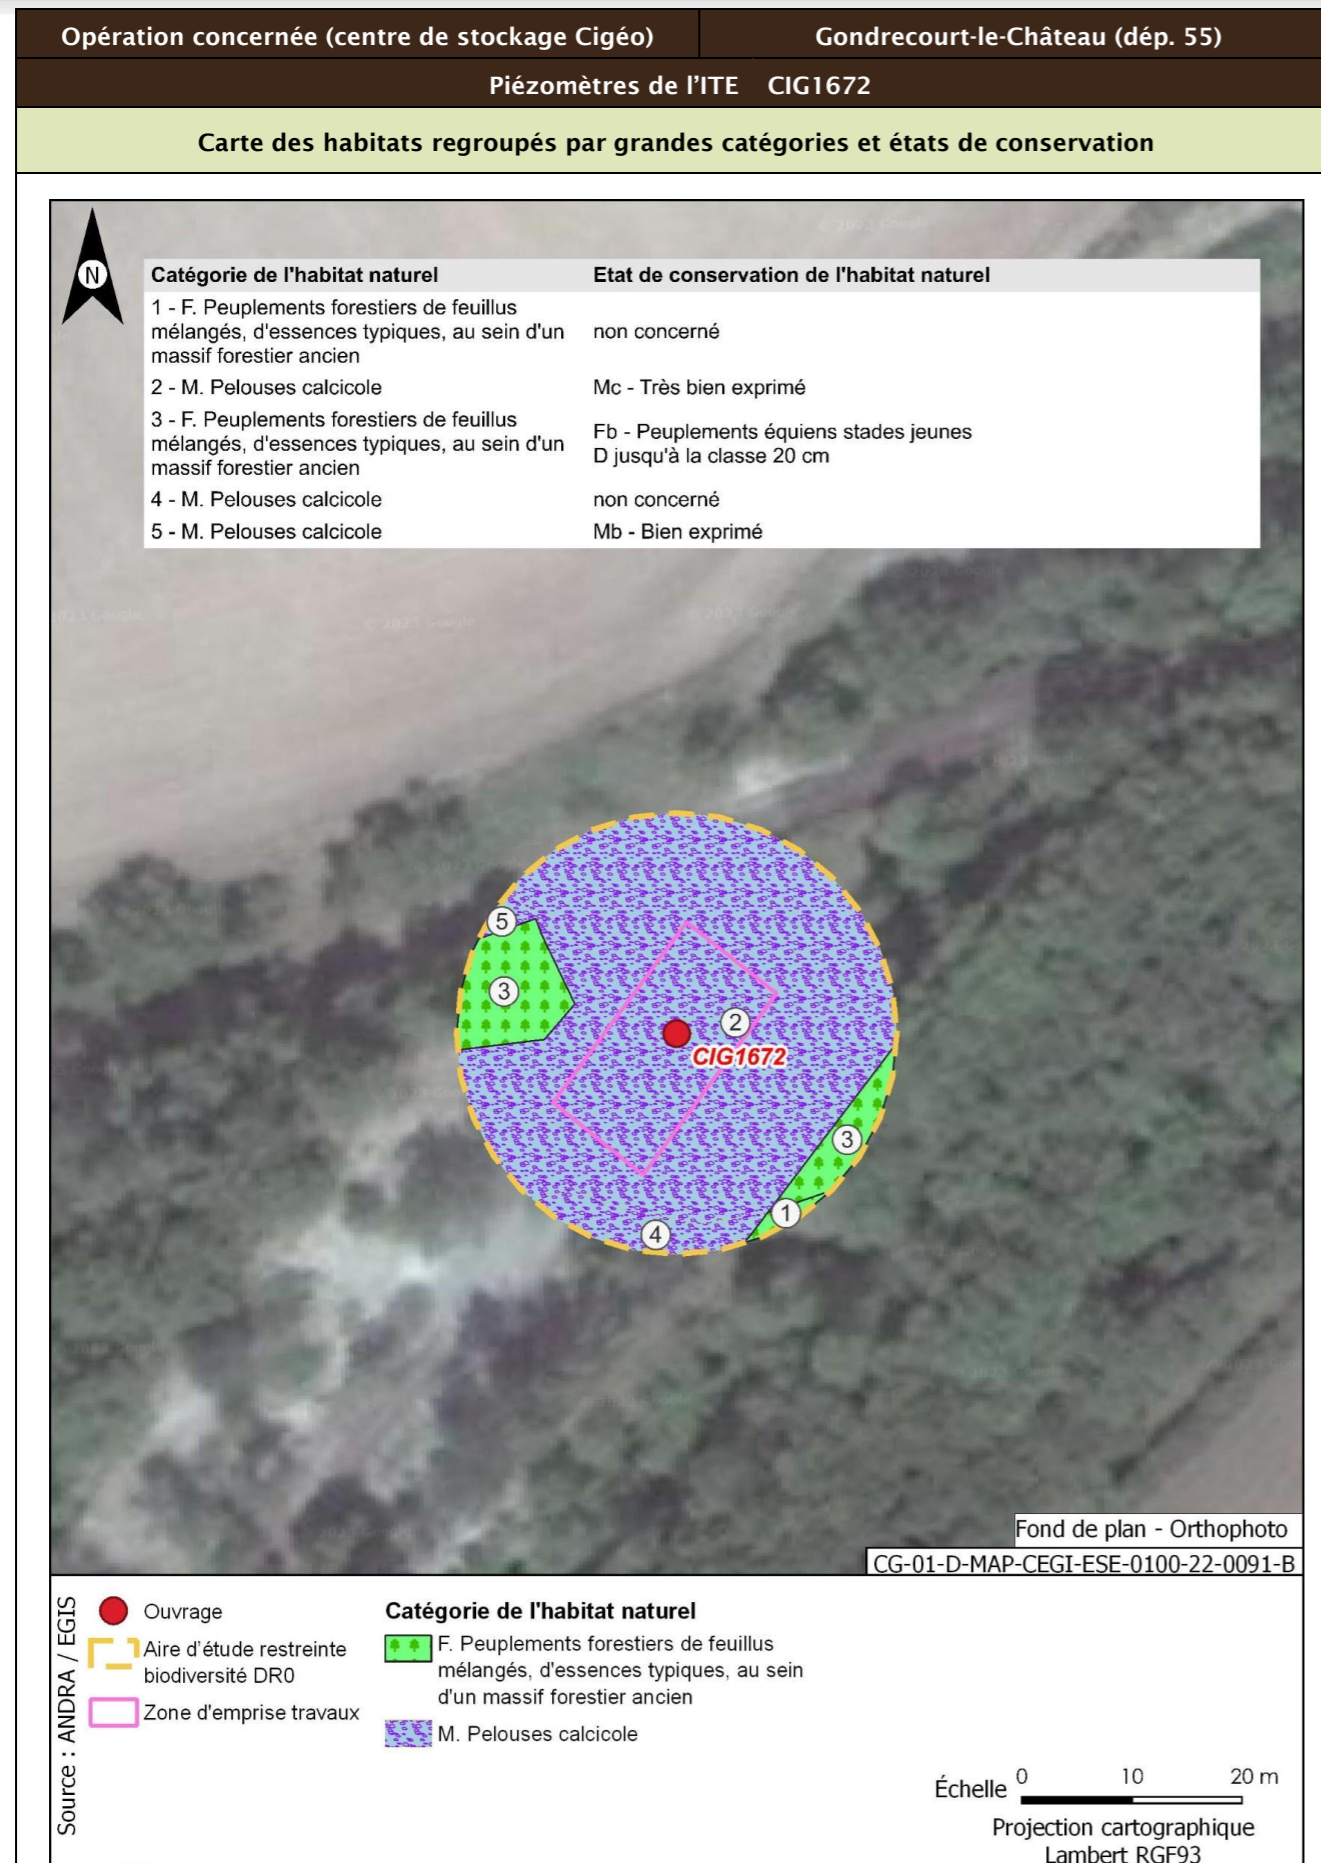 Opération concernée (centre de stockage Cigéo)
Gondrecourt-le-Château (dép. 55)
Piézomètres de l'ITE CIG1672
Carte des habitats regroupés par grandes catégories et états de conservation
N
Catégorie de l'habitat naturel
Etat de conservation de l'habitat naturel
1 - F. Peuplements forestiers de feuillus
mélangés, d'essences typiques, au sein d'un
massif forestier ancien
non concerné
2 - M. Pelouses calcicole
Mc - Très bien exprimé
3 - F. Peuplements forestiers de feuillus
mélangés, d'essences typiques, au sein d'un
massif forestier ancien
Fb - Peuplements équiens stades jeunes
D jusqu'à la classe 20 cm
4 - M. Pelouses calcicole
non concerné
5 - M. Pelouses calcicole
Mb - Bien exprimé
© 2023 Google
5
3
2
CIG1672
3
1
4
Fond de plan - Orthophoto
CG-01-D-MAP-CEGI-ESE-0100-22-0091-B
Source : ANDRA / EGIS
Ouvrage
Aire d'étude restreinte
biodiversité DR0
Zone d'emprise travaux
Catégorie de l'habitat naturel
F. Peuplements forestiers de feuillus
mélangés, d'essences typiques, au sein
d'un massif forestier ancien
M. Pelouses calcicole
Échelle 0 10 20 m
Projection cartographique
Lambert RGF93